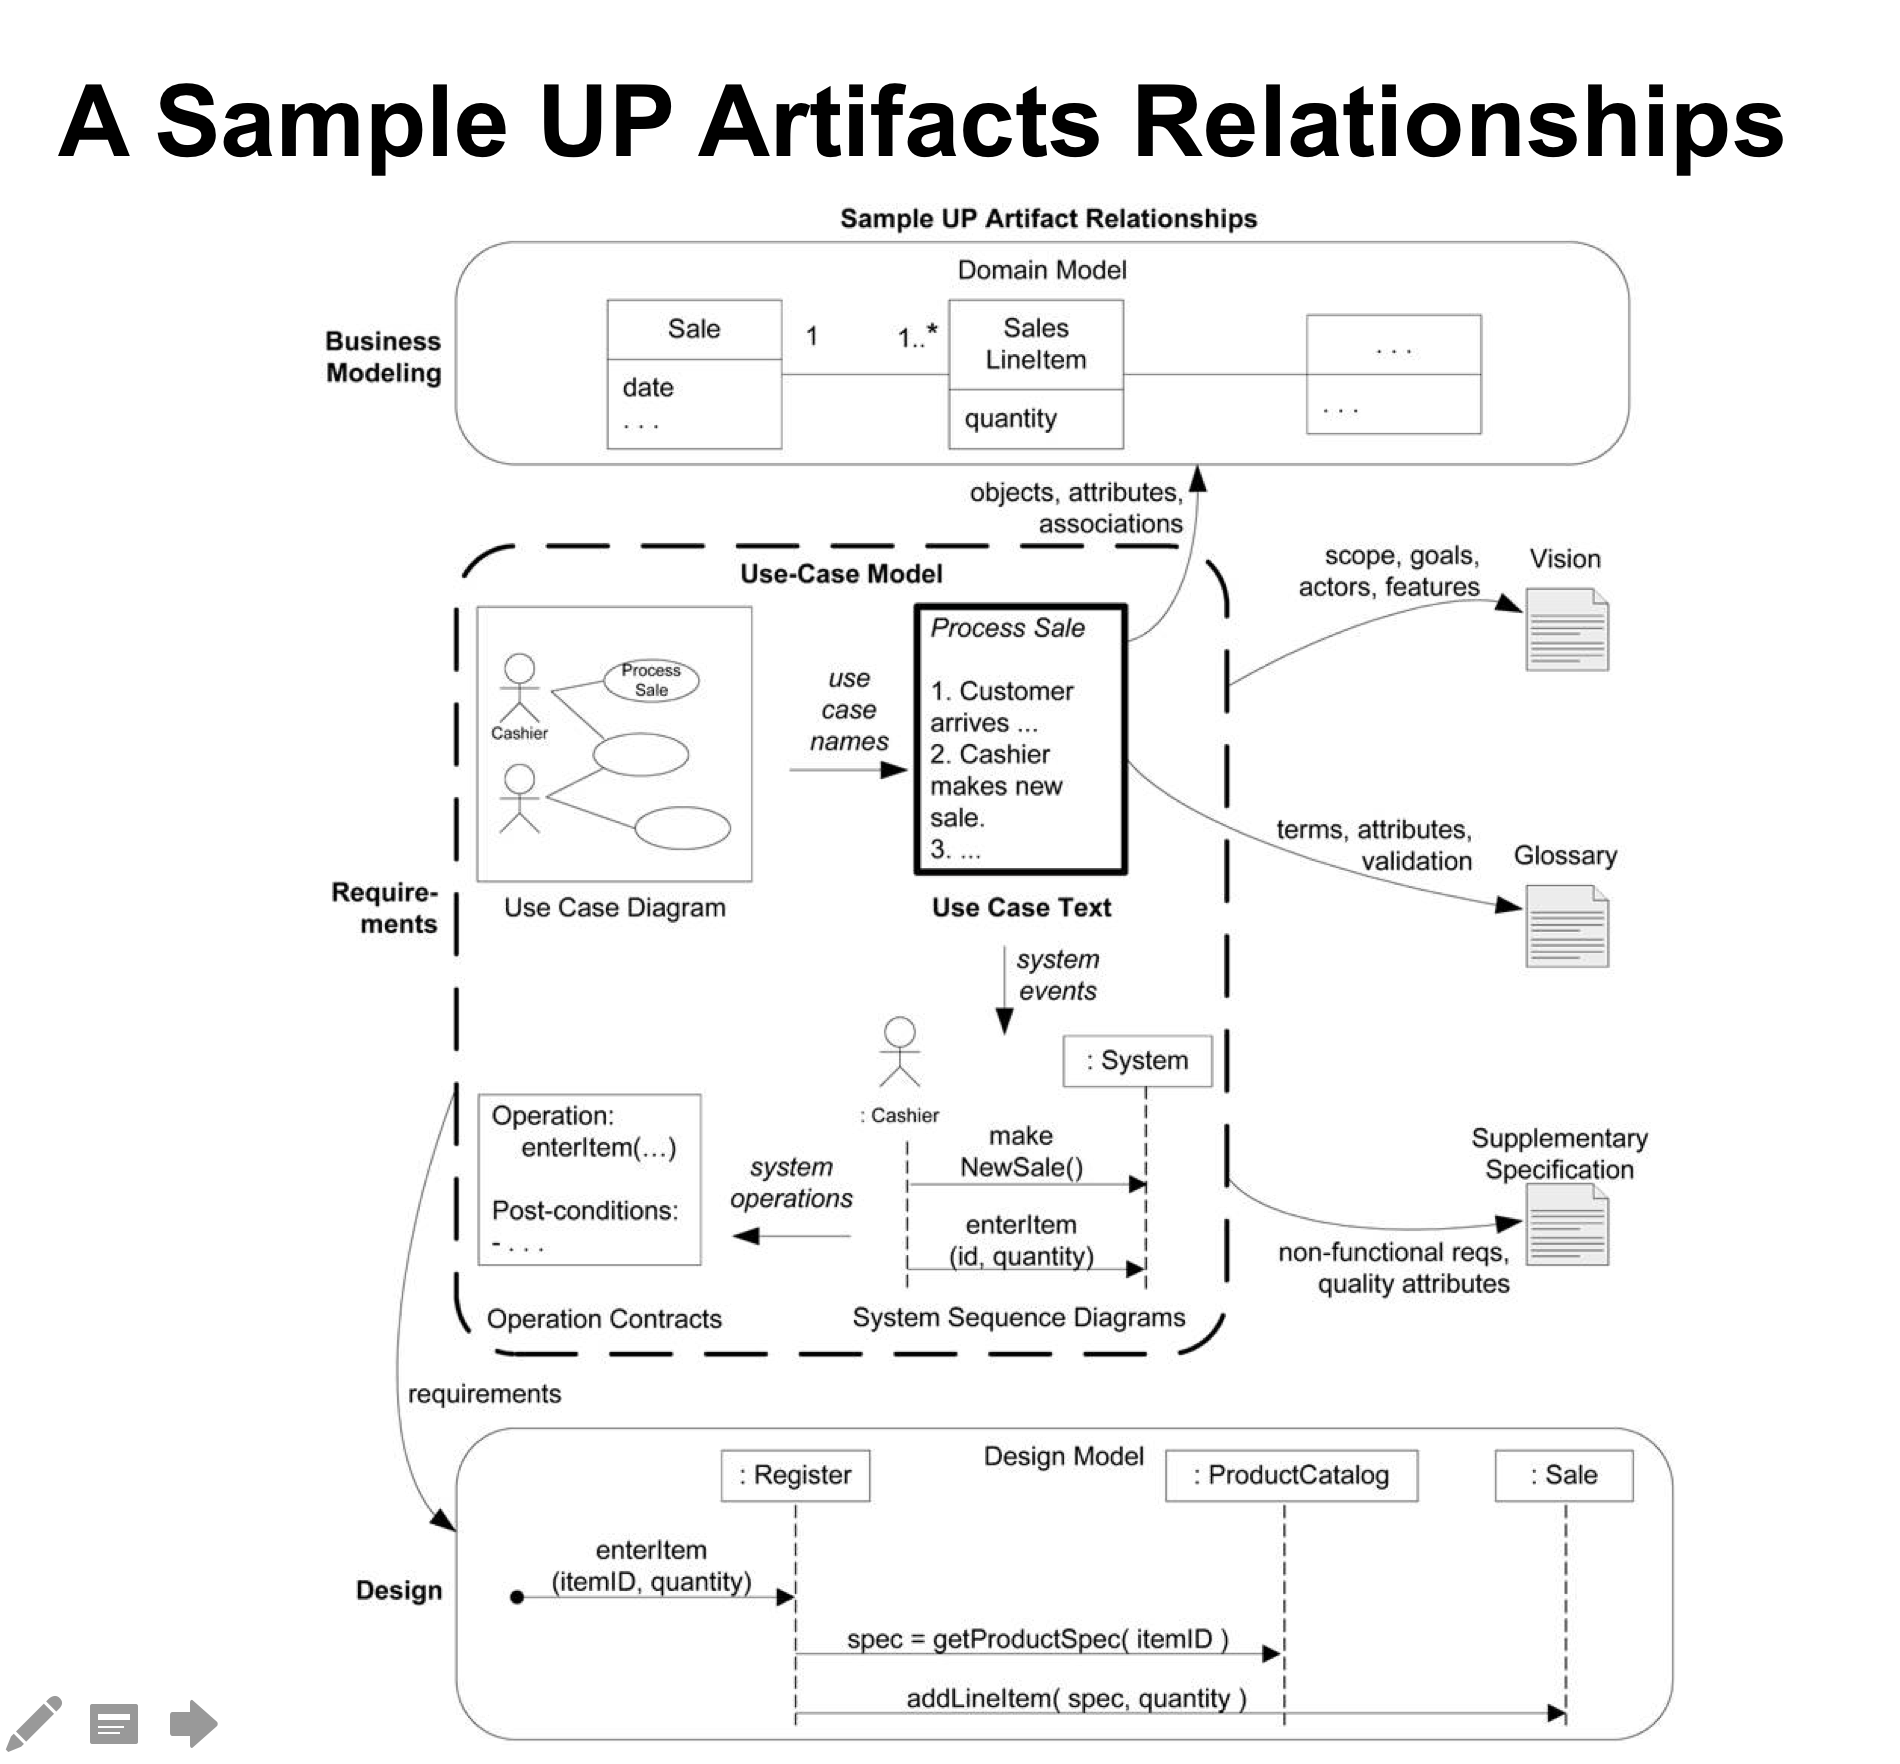 A Sample UP Artifacts Relationships
Sample UP Artifact Relationships
Domain Model
Business
Modeling
Sale
date
. . .
1
1..*
Sales
LineItem
quantity
. . .
. . .
objects, attributes,
associations
Use-Case Model
Require-
ments
Process
Sale
Cashier
Use Case Diagram
use
case
names
Process Sale
1. Customer
arrives ...
2. Cashier
makes new
sale.
3. ...
Use Case Text
scope, goals,
actors, features
Vision
terms, attributes,
validation
Glossary
system
events
: Cashier
: System
make
NewSale()
enterItem
(id, quantity)
System Sequence Diagrams
system
operations
Operation:
enterItem(…)
Post-conditions:
- . . .
Operation Contracts
Supplementary
Specification
non-functional reqs,
quality attributes
requirements
Design
Design Model
: Register
: ProductCatalog
: Sale
enterItem
(itemID, quantity)
spec = getProductSpec( itemID )
addLineItem( spec, quantity )